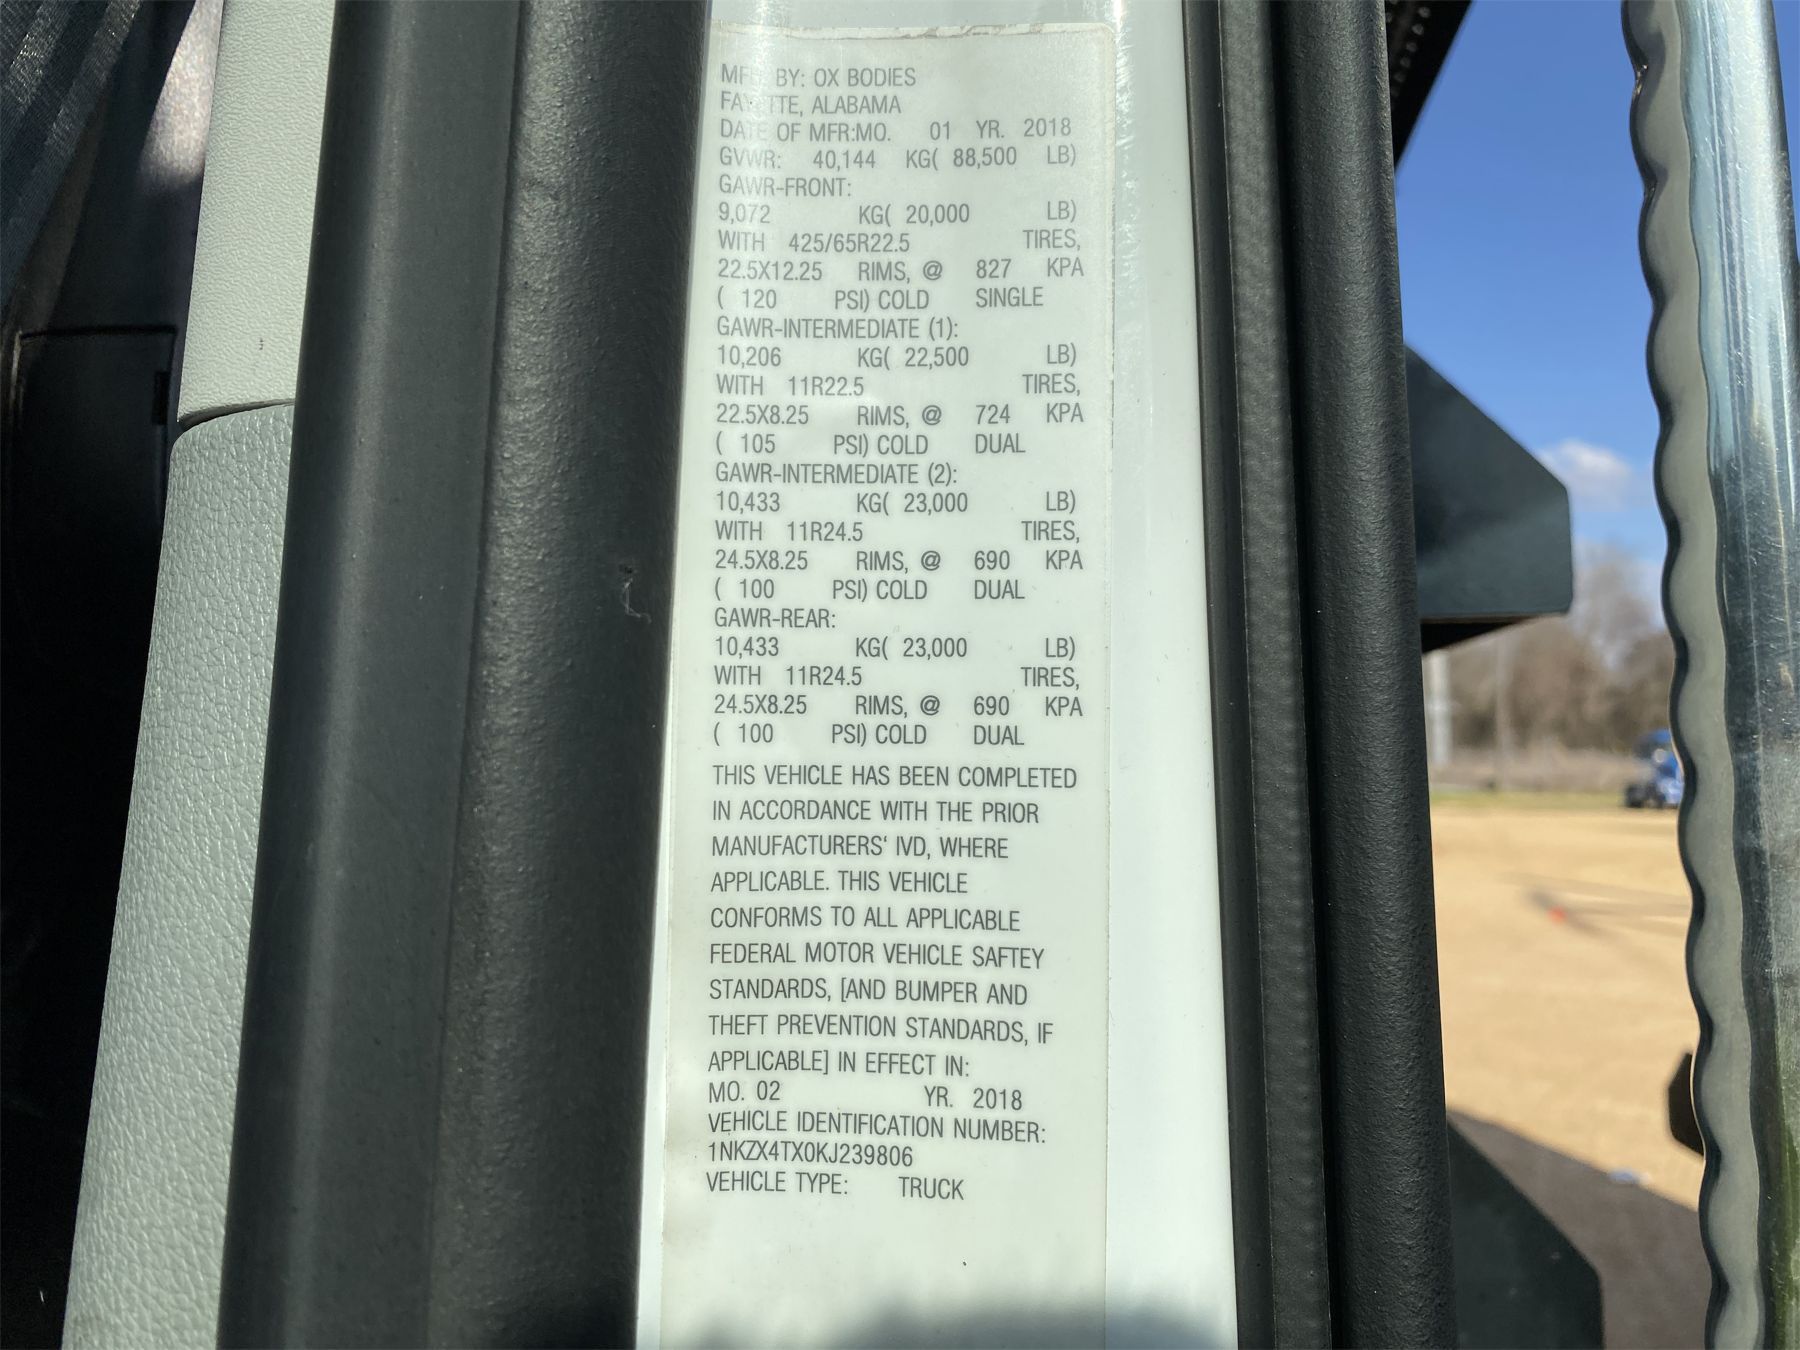 BY: OX BODIES
ALABAMA
DATE OF MFR:MO. 01 YR. 2018
GVWR: 40,144 KG( 88,500 LB)
GAWR-FRONT:
9,072 KG( 20,000 LB)
WITH 425/65R22.5 TIRES,
22.5X12.25 RIMS, @ 827 KPA
( 120 PSI) COLD SINGLE
GAWR-INTERMEDIATE (1):
10,206 KG( 22,500 LB)
WITH 11R22.5 TIRES,
22.5X8.25 RIMS, @ 724 KPA
( 105 PSI) COLD DUAL
GAWR-INTERMEDIATE (2):
10,433 KG( 23,000 LB)
WITH 11R24.5 TIRES,
24.5X8.25 RIMS, @ 690 KPA
( 100 PSI) COLD DUAL
GAWR-REAR:
10,433 KG( 23,000 LB)
WITH 11R24.5 TIRES,
24.5X8.25 RIMS, @ 690 KPA
( 100 PSI) COLD DUAL
THIS VEHICLE HAS BEEN COMPLETED
IN ACCORDANCE WITH THE PRIOR
MANUFACTURERS' IVD, WHERE
APPLICABLE. THIS VEHICLE
CONFORMS TO ALL APPLICABLE
FEDERAL MOTOR VEHICLE SAFTEY
STANDARDS, [AND BUMPER AND
THEFT PREVENTION STANDARDS, IF
APPLICABLE] IN EFFECT IN:
MO. 02 YR. 2018
VEHICLE IDENTIFICATION NUMBER:
1NKZX4TX0KJ239806
VEHICLE TYPE: TRUCK